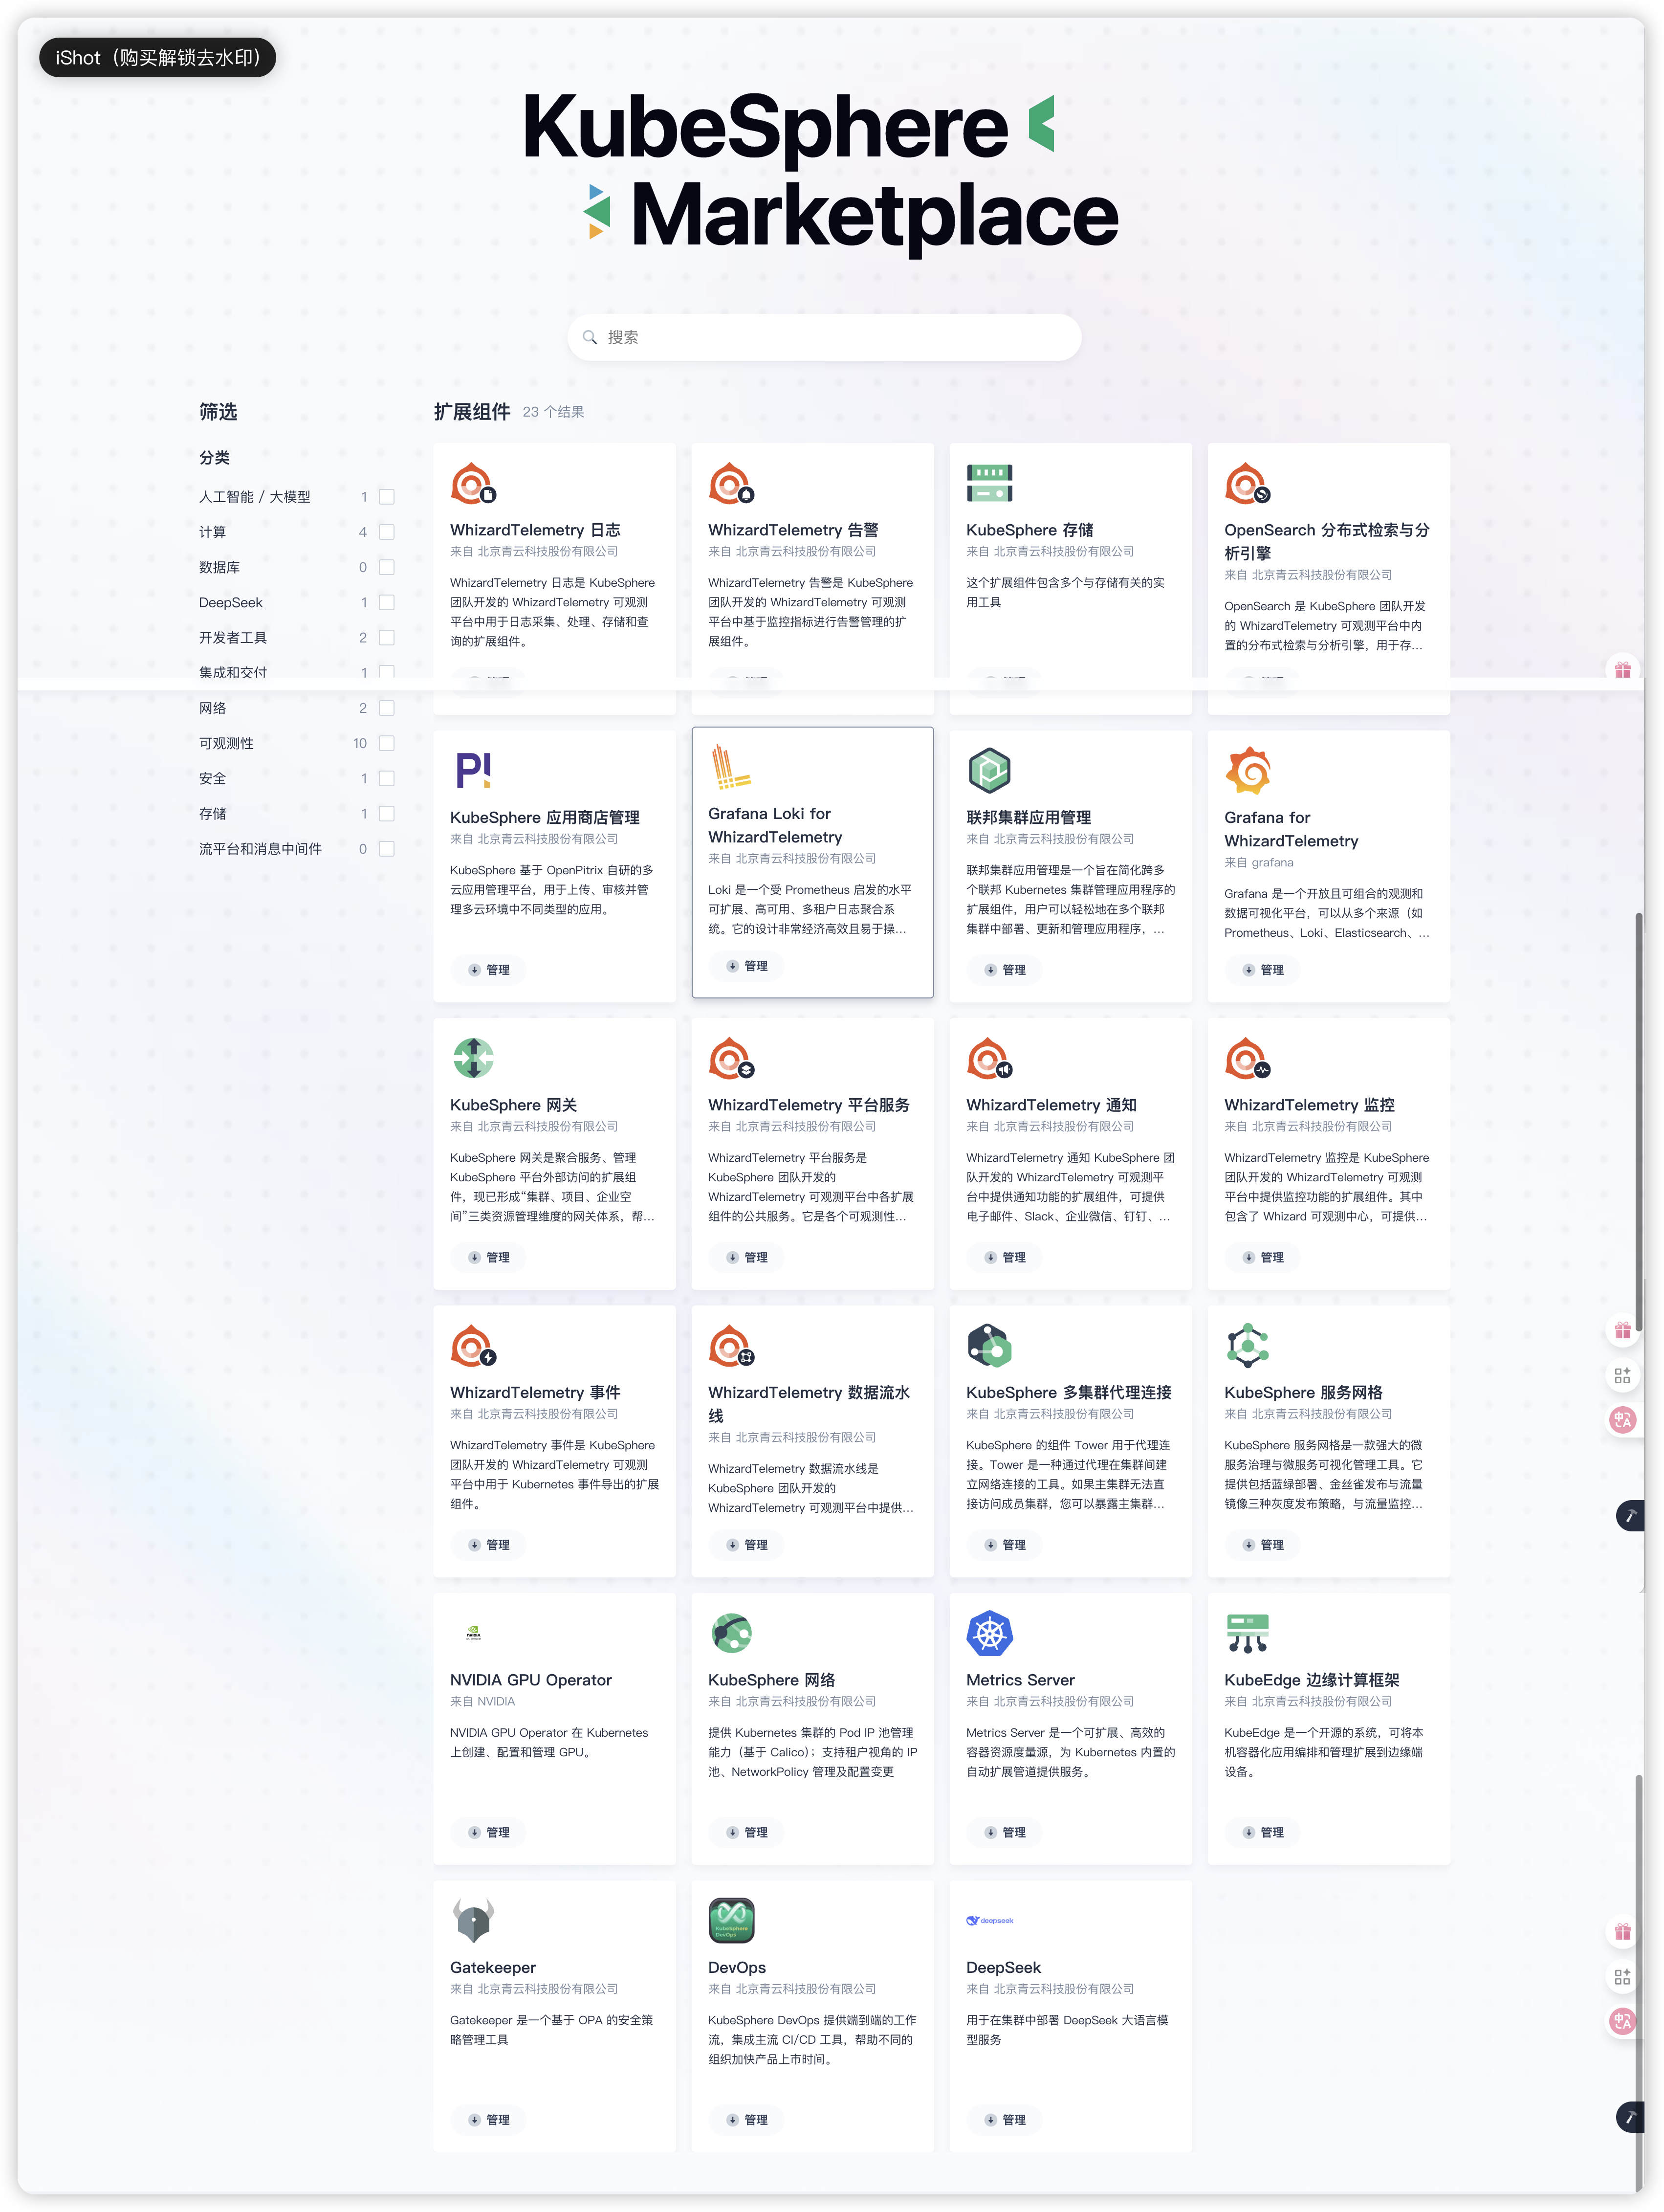 iShot（购买解锁去水印）
KubeSphere
Marketplace
搜索
筛选
分类
人工智能 / 大模型 1
计算 4
数据库 0
DeepSeek 1
开发者工具 2
集成和交付 1
网络 2
可观测性 10
安全 1
存储 1
流平台和消息中间件 0
扩展组件 23 个结果
WhizardTelemetry 日志
来自 北京青云科技股份有限公司
WhizardTelemetry 日志是 KubeSphere
团队开发的 WhizardTelemetry 可观测
平台中用于日志采集、处理、存储和查
询的扩展组件。
WhizardTelemetry 告警
来自 北京青云科技股份有限公司
WhizardTelemetry 告警是 KubeSphere
团队开发的 WhizardTelemetry 可观测
平台中基于监控指标进行告警管理的扩
展组件。
KubeSphere 存储
来自 北京青云科技股份有限公司
这个扩展组件包含多个与存储有关的实
用工具
OpenSearch 分布式检索与分
析引擎
来自 北京青云科技股份有限公司
OpenSearch 是 KubeSphere 团队开发
的 WhizardTelemetry 可观测平台中内
置的分布式检索与分析引擎，用于存...
KubeSphere 应用商店管理
来自 北京青云科技股份有限公司
KubeSphere 基于 OpenPitrix 自研的多
云应用管理平台，用于上传、审核并管
理多云环境中不同类型的应用。
管理
Grafana Loki for
WhizardTelemetry
来自 北京青云科技股份有限公司
Loki 是一个受 Prometheus 启发的水平
可扩展、高可用、多租户日志聚合系
统。它的设计非常经济高效且易于操...
管理
联邦集群应用管理
来自 北京青云科技股份有限公司
联邦集群应用管理是一个旨在简化跨多
个联邦 Kubernetes 集群管理应用程序的
扩展组件，用户可以轻松地在多个联邦
集群中部署、更新和管理应用程序，...
管理
Grafana for
WhizardTelemetry
来自 grafana
Grafana 是一个开放且可组合的观测和
数据可视化平台，可以从多个来源（如
Prometheus、Loki、Elasticsearch、...
管理
KubeSphere 网关
来自 北京青云科技股份有限公司
KubeSphere 网关是聚合服务、管理
KubeSphere 平台外部访问的扩展组
件，现已形成“集群、项目、企业空
间”三类资源管理维度的网关体系，帮...
管理
WhizardTelemetry 平台服务
来自 北京青云科技股份有限公司
WhizardTelemetry 平台服务是
KubeSphere 团队开发的
WhizardTelemetry 可观测平台中各扩展
组件的公共服务。它是各个可观测性...
管理
WhizardTelemetry 通知
来自 北京青云科技股份有限公司
WhizardTelemetry 通知 KubeSphere 团
队开发的 WhizardTelemetry 可观测平
台中提供通知功能的扩展组件，可提供
电子邮件、Slack、企业微信、钉钉、...
管理
WhizardTelemetry 监控
来自 北京青云科技股份有限公司
WhizardTelemetry 监控是 KubeSphere
团队开发的 WhizardTelemetry 可观测
平台中提供监控功能的扩展组件。其中
包含了 Whizard 可观测中心，可提供...
管理
WhizardTelemetry 事件
来自 北京青云科技股份有限公司
WhizardTelemetry 事件是 KubeSphere
团队开发的 WhizardTelemetry 可观测
平台中用于 Kubernetes 事件导出的扩展
组件。
管理
WhizardTelemetry 数据流水
线
来自 北京青云科技股份有限公司
WhizardTelemetry 数据流水线是
KubeSphere 团队开发的
WhizardTelemetry 可观测平台中提供...
管理
KubeSphere 多集群代理连接
来自 北京青云科技股份有限公司
KubeSphere 的组件 Tower 用于代理连
接。Tower 是一种通过代理在集群间建
立网络连接的工具。如果主集群无法直
接访问成员集群，您可以暴露主集群...
管理
KubeSphere 服务网格
来自 北京青云科技股份有限公司
KubeSphere 服务网格是一款强大的微
服务治理与微服务可视化管理工具。它
提供包括蓝绿部署、金丝雀发布与流量
镜像三种灰度发布策略，与流量监控...
管理
NVIDIA GPU Operator
来自 NVIDIA
NVIDIA GPU Operator 在 Kubernetes
上创建、配置和管理 GPU。
管理
KubeSphere 网络
来自 北京青云科技股份有限公司
提供 Kubernetes 集群的 Pod IP 池管理
能力（基于 Calico）；支持租户视角的 IP
池、NetworkPolicy 管理及配置变更
管理
Metrics Server
来自 北京青云科技股份有限公司
Metrics Server 是一个可扩展、高效的
容器资源度量源，为 Kubernetes 内置的
自动扩展管道提供服务。
管理
KubeEdge 边缘计算框架
来自 北京青云科技股份有限公司
KubeEdge 是一个开源的系统，可将本
机容器化应用编排和管理扩展到边缘端
设备。
管理
Gatekeeper
来自 北京青云科技股份有限公司
Gatekeeper 是一个基于 OPA 的安全策
略管理工具
管理
KubeSphere
DevOps
DevOps
来自 北京青云科技股份有限公司
KubeSphere DevOps 提供端到端的工作
流，集成主流 CI/CD 工具，帮助不同的
组织加快产品上市时间。
管理
deepseek
DeepSeek
来自 北京青云科技股份有限公司
用于在集群中部署 DeepSeek 大语言模
型服务
管理